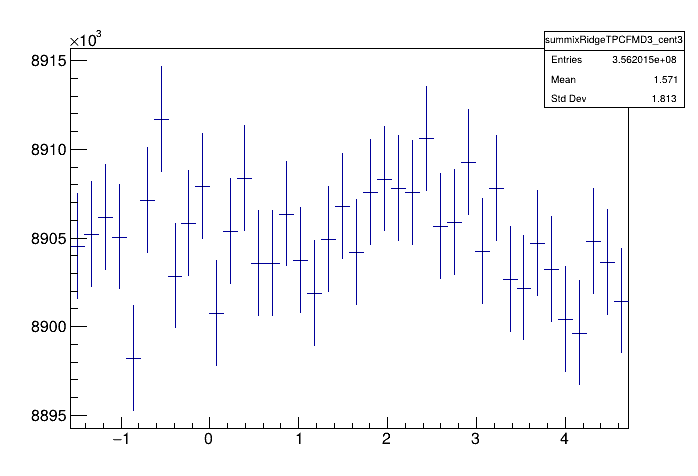 ×10³
summixRidgeTPCFMD3_cent3
Entries 3.562015e+08
Mean 1.571
Std Dev 1.813
8915
8910
8905
8900
8895
−1 0 1 2 3 4